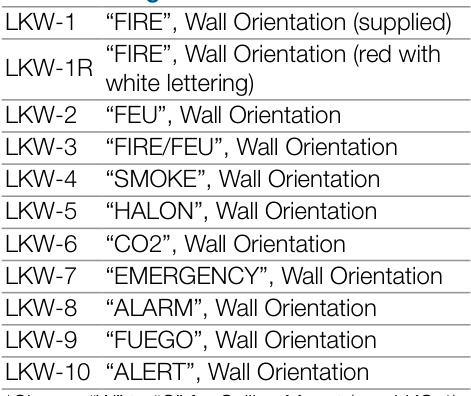 LKW-1 “FIRE”, Wall Orientation (supplied)
LKW-1R “FIRE”, Wall Orientation (red with
white lettering)
LKW-2 “FEU”, Wall Orientation
LKW-3 “FIRE/FEU”, Wall Orientation
LKW-4 “SMOKE”, Wall Orientation
LKW-5 “HALON”, Wall Orientation
LKW-6 “CO2”, Wall Orientation
LKW-7 “EMERGENCY”, Wall Orientation
LKW-8 “ALARM”, Wall Orientation
LKW-9 “FUEGO”, Wall Orientation
LKW-10 “ALERT”, Wall Orientation